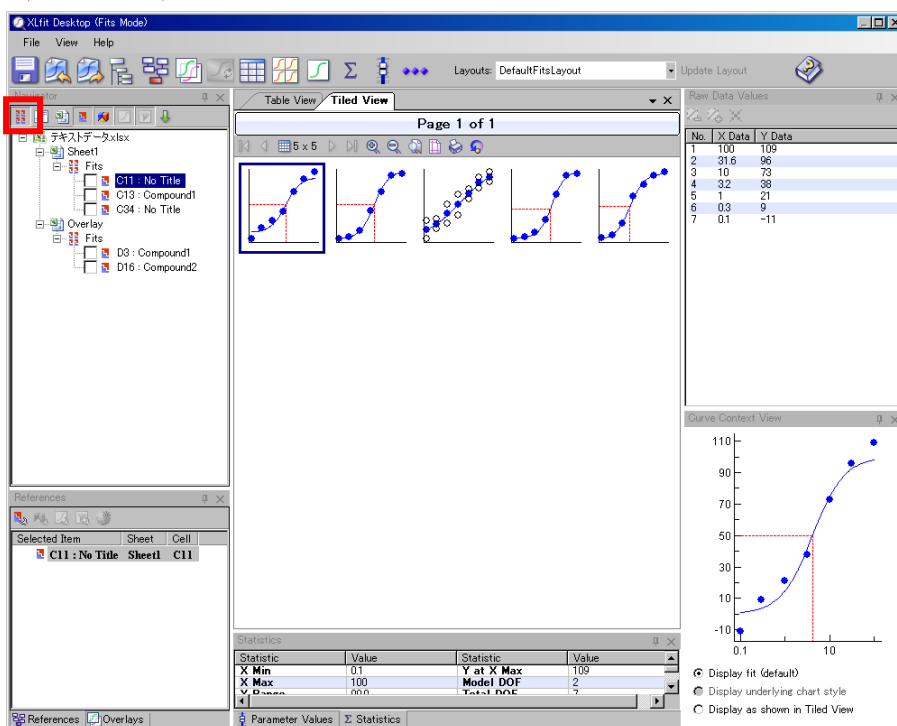 XLfit Desktop (Fits Mode)
File View Help
Layouts: DefaultFitsLayout Update Layout
Navigator
テキストデータ.xlsx
Sheet1
Fits
C11 : No Title
C13 : Compound1
C34 : No Title
Overlay
Fits
D3 : Compound1
D16 : Compound2
References
Selected Item Sheet Cell
C11 : No Title Sheet1 C11
References Overlays
Table View Tiled View
Page 1 of 1
5 x 5
Statistics
Statistic Value Statistic Value
X Min 0.1 Y at X Max 109
X Max 100 Model DOF 2
Y Range Total DOF 7
Parameter Values Σ Statistics
Raw Data Values
No. X Data Y Data
1 100 109
2 31.6 96
3 10 73
4 3.2 38
5 1 21
6 0.3 9
7 0.1 -11
Curve Context View
110
90
70
50
30
10
-10
0.1 10
Display fit (default)
Display underlying chart style
Display as shown in Tiled View